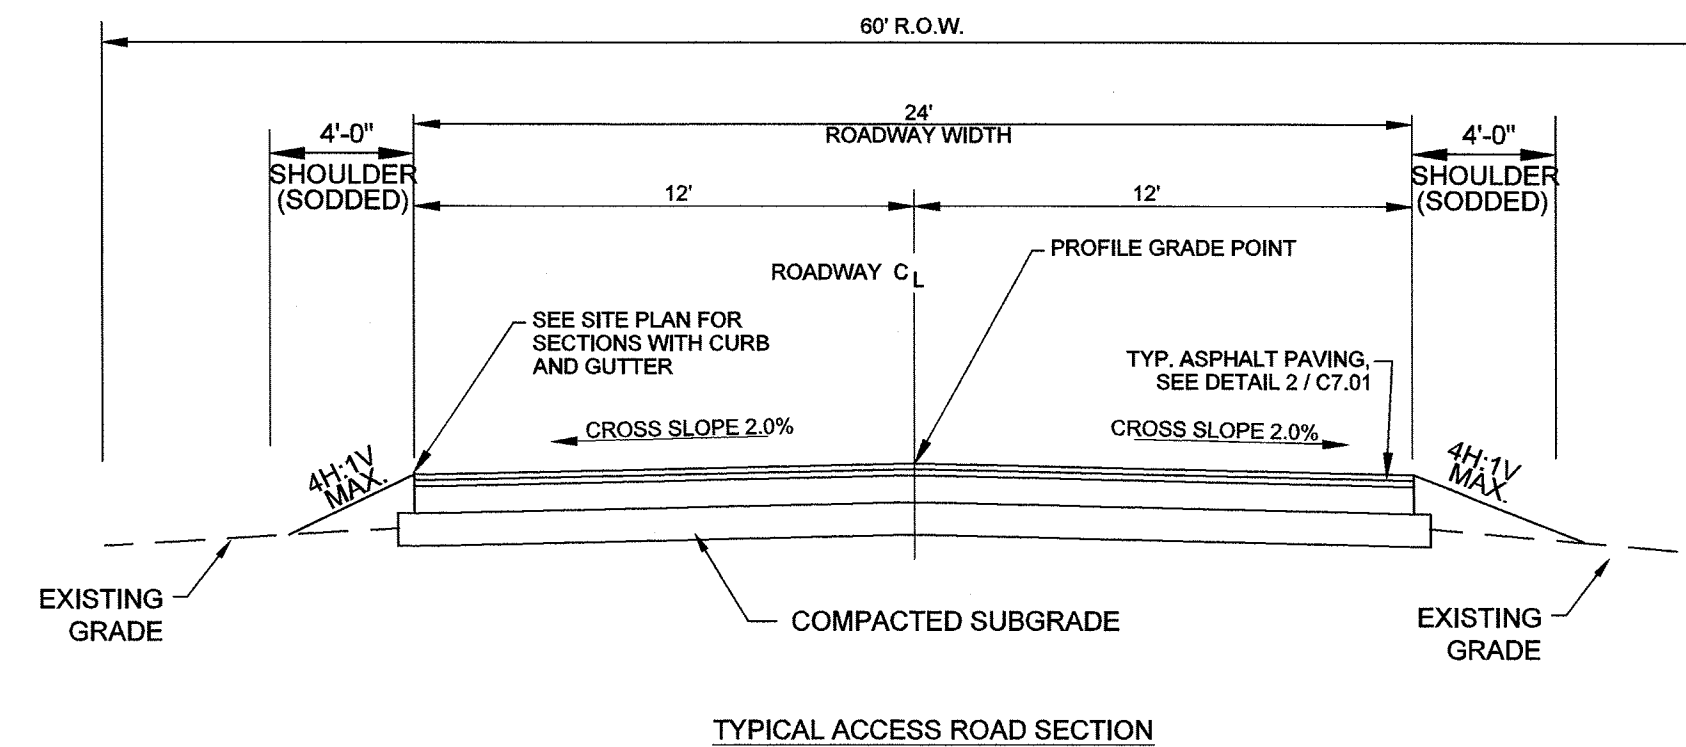 60' R.O.W.
24'
ROADWAY WIDTH
4'-0"
SHOULDER
(SODDED)
4'-0"
SHOULDER
(SODDED)
12'
12'
PROFILE GRADE POINT
ROADWAY CL
SEE SITE PLAN FOR
SECTIONS WITH CURB
AND GUTTER
TYP. ASPHALT PAVING,
SEE DETAIL 2 / C7.01
CROSS SLOPE 2.0%
CROSS SLOPE 2.0%
4H:1V
MAX.
4H:1V
MAX.
EXISTING
GRADE
COMPACTED SUBGRADE
EXISTING
GRADE
TYPICAL ACCESS ROAD SECTION